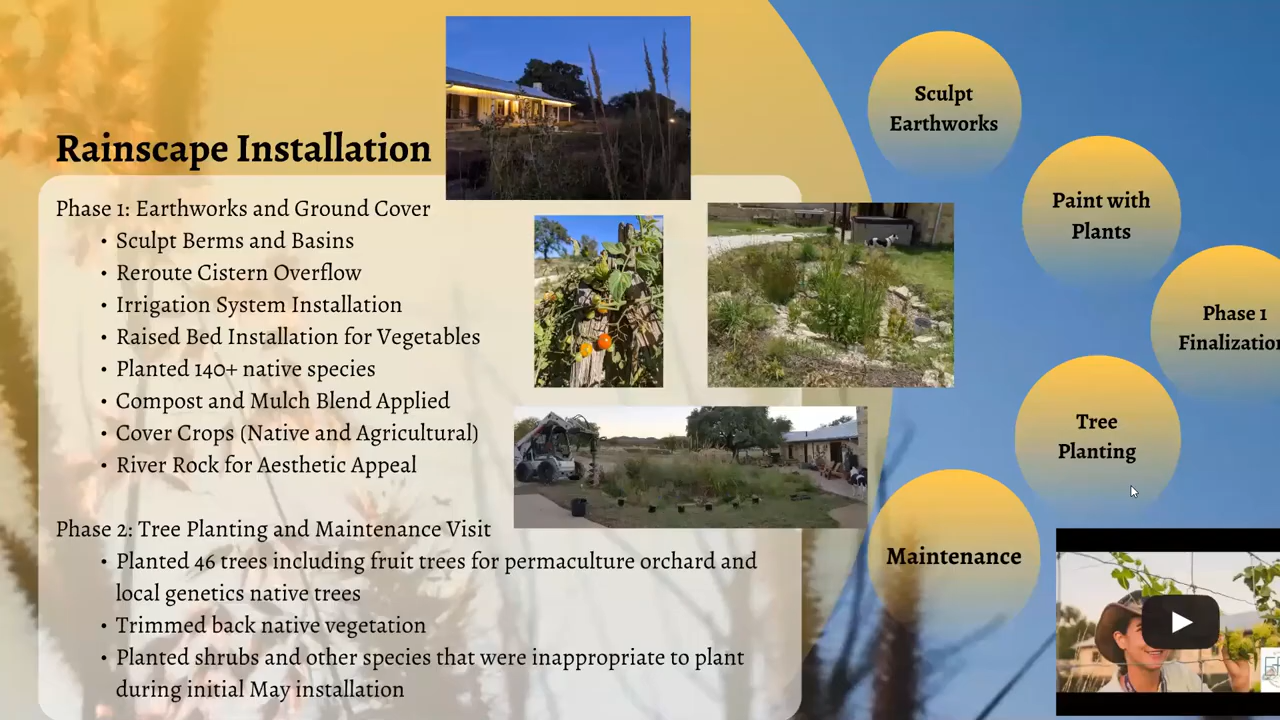 Rainscape Installation
Phase 1: Earthworks and Ground Cover
• Sculpt Berms and Basins
• Reroute Cistern Overflow
• Irrigation System Installation
• Raised Bed Installation for Vegetables
• Planted 140+ native species
• Compost and Mulch Blend Applied
• Cover Crops (Native and Agricultural)
• River Rock for Aesthetic Appeal
Phase 2: Tree Planting and Maintenance Visit
• Planted 46 trees including fruit trees for permaculture orchard and
local genetics native trees
• Trimmed back native vegetation
• Planted shrubs and other species that were inappropriate to plant
during initial May installation
Sculpt
Earthworks
Paint with
Plants
Phase 1
Finalization
Tree
Planting
Maintenance